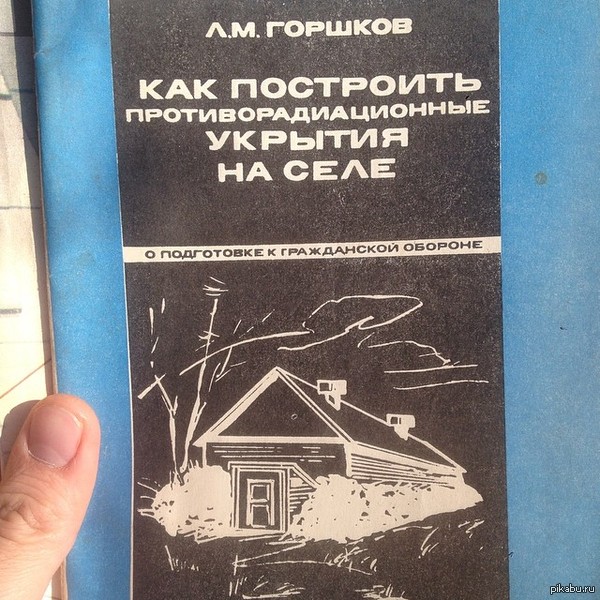 Л.М. ГОРШКОВ
КАК ПОСТРОИТЬ
ПРОТИВОРАДИАЦИОННЫЕ
УКРЫТИЯ
НА СЕЛЕ
О ПОДГОТОВКЕ К ГРАЖДАНСКОЙ ОБОРОНЕ
pikabu.ru